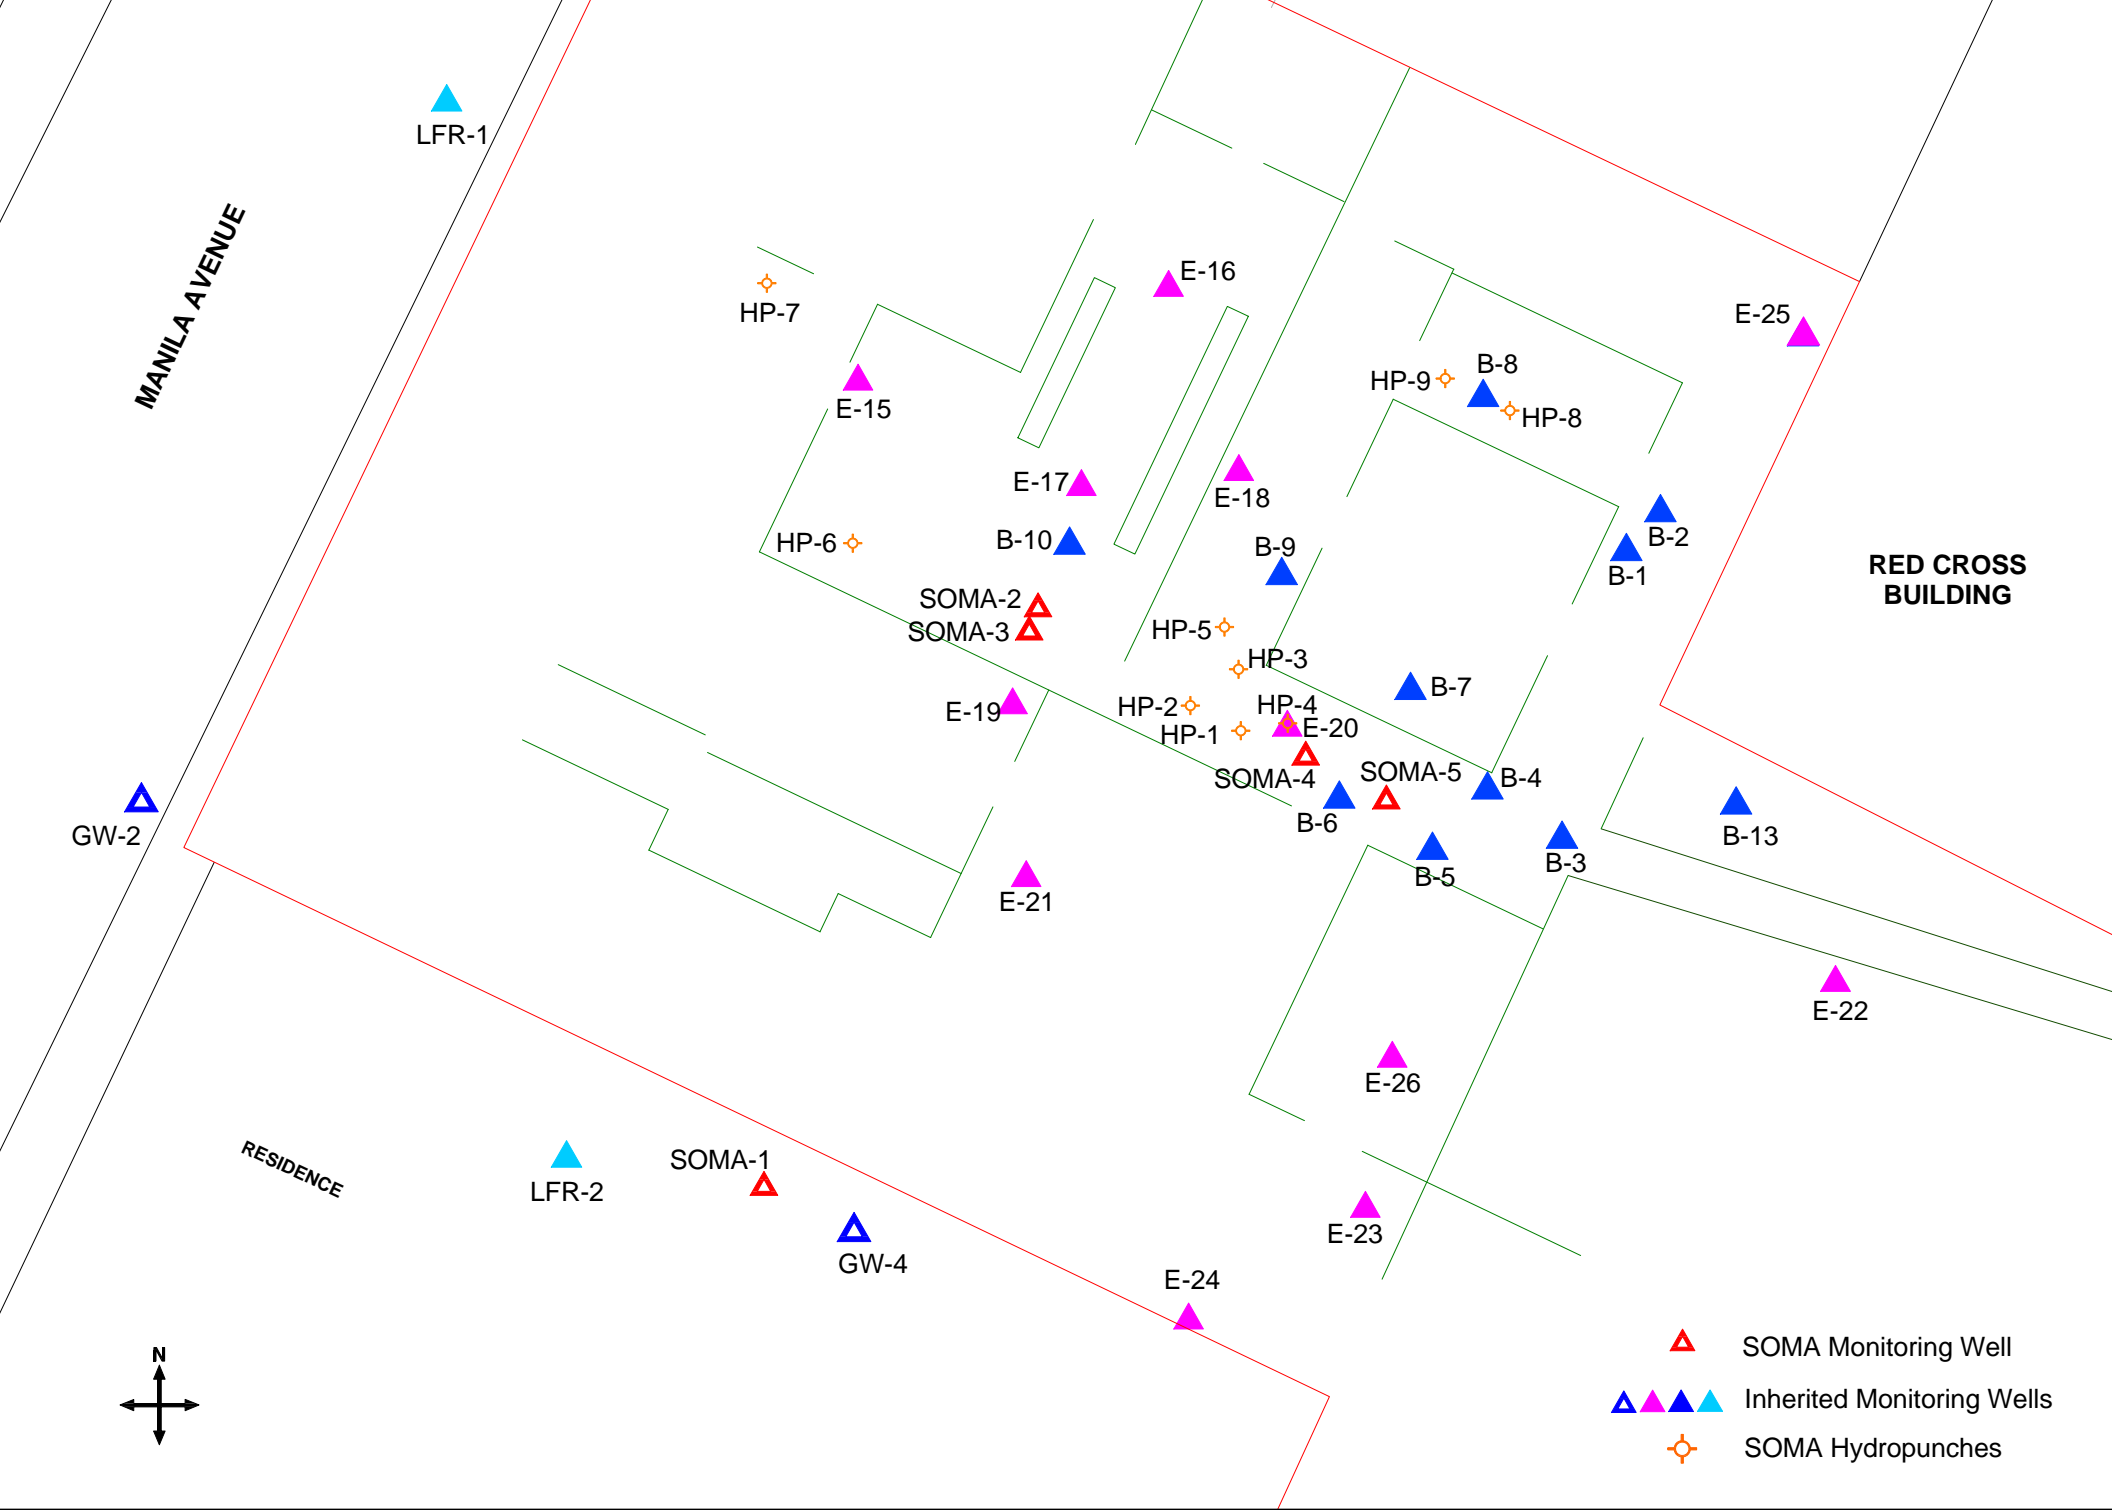 LFR-1
MANILA AVENUE
E-16
HP-7
E-25
B-8
HP-9
E-15
HP-8
E-17
E-18
B-10
HP-6
B-9
B-2
B-1
RED CROSS
BUILDING
SOMA-2
SOMA-3
HP-5
HP-3
B-7
HP-2
HP-4
E-19
E-20
HP-1
SOMA-4
SOMA-5
B-4
B-6
GW-2
B-13
B-3
B-5
E-21
E-22
E-26
RESIDENCE
SOMA-1
LFR-2
E-23
GW-4
E-24
N
SOMA Monitoring Well
Inherited Monitoring Wells
SOMA Hydropunches